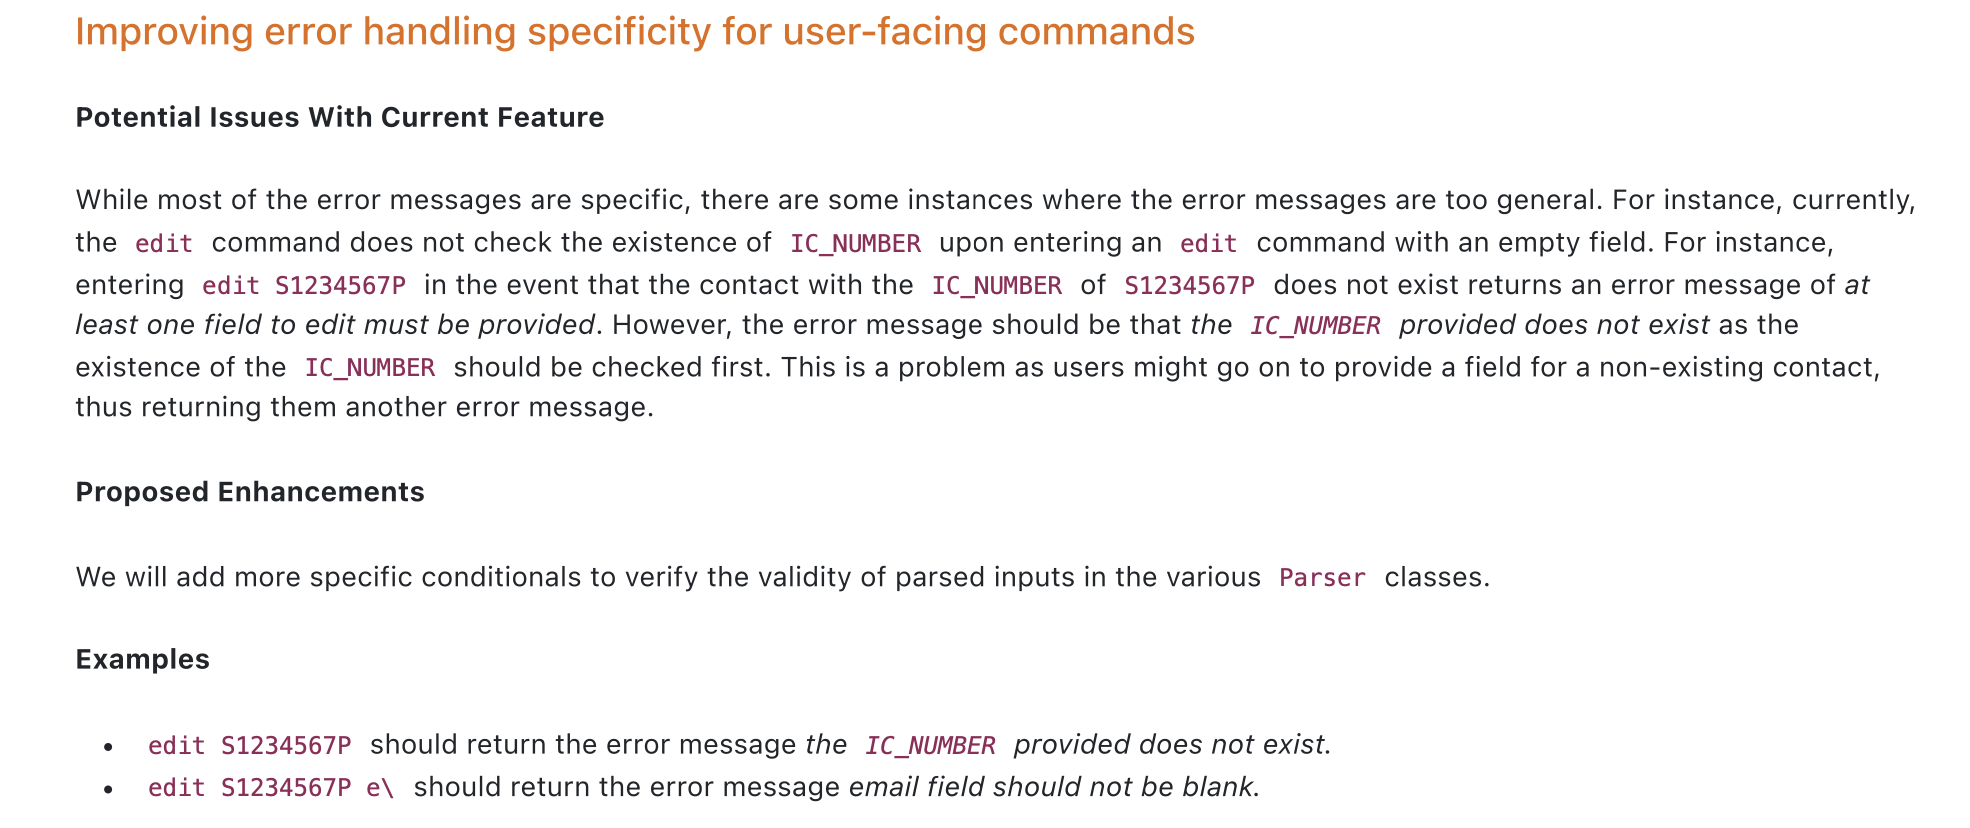 Improving error handling specificity for user-facing commands
Potential Issues With Current Feature
While most of the error messages are specific, there are some instances where the error messages are too general. For instance, currently,
the edit command does not check the existence of IC_NUMBER upon entering an edit command with an empty field. For instance,
entering edit S1234567P in the event that the contact with the IC_NUMBER of S1234567P does not exist returns an error message of at
least one field to edit must be provided. However, the error message should be that the IC_NUMBER provided does not exist as the
existence of the IC_NUMBER should be checked first. This is a problem as users might go on to provide a field for a non-existing contact,
thus returning them another error message.
Proposed Enhancements
We will add more specific conditionals to verify the validity of parsed inputs in the various Parser classes.
Examples
• edit S1234567P should return the error message the IC_NUMBER provided does not exist.
• edit S1234567P e\ should return the error message email field should not be blank.